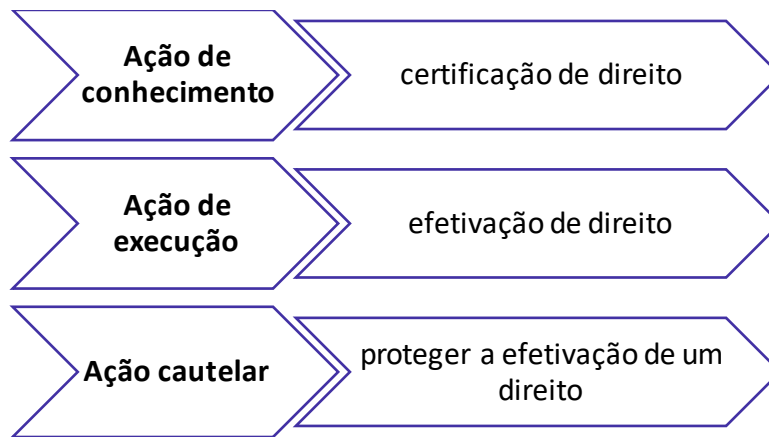 Ação de
conhecimento
certificação de direito
Ação de
execução
efetivação de direito
Ação cautelar
proteger a efetivação de um
direito